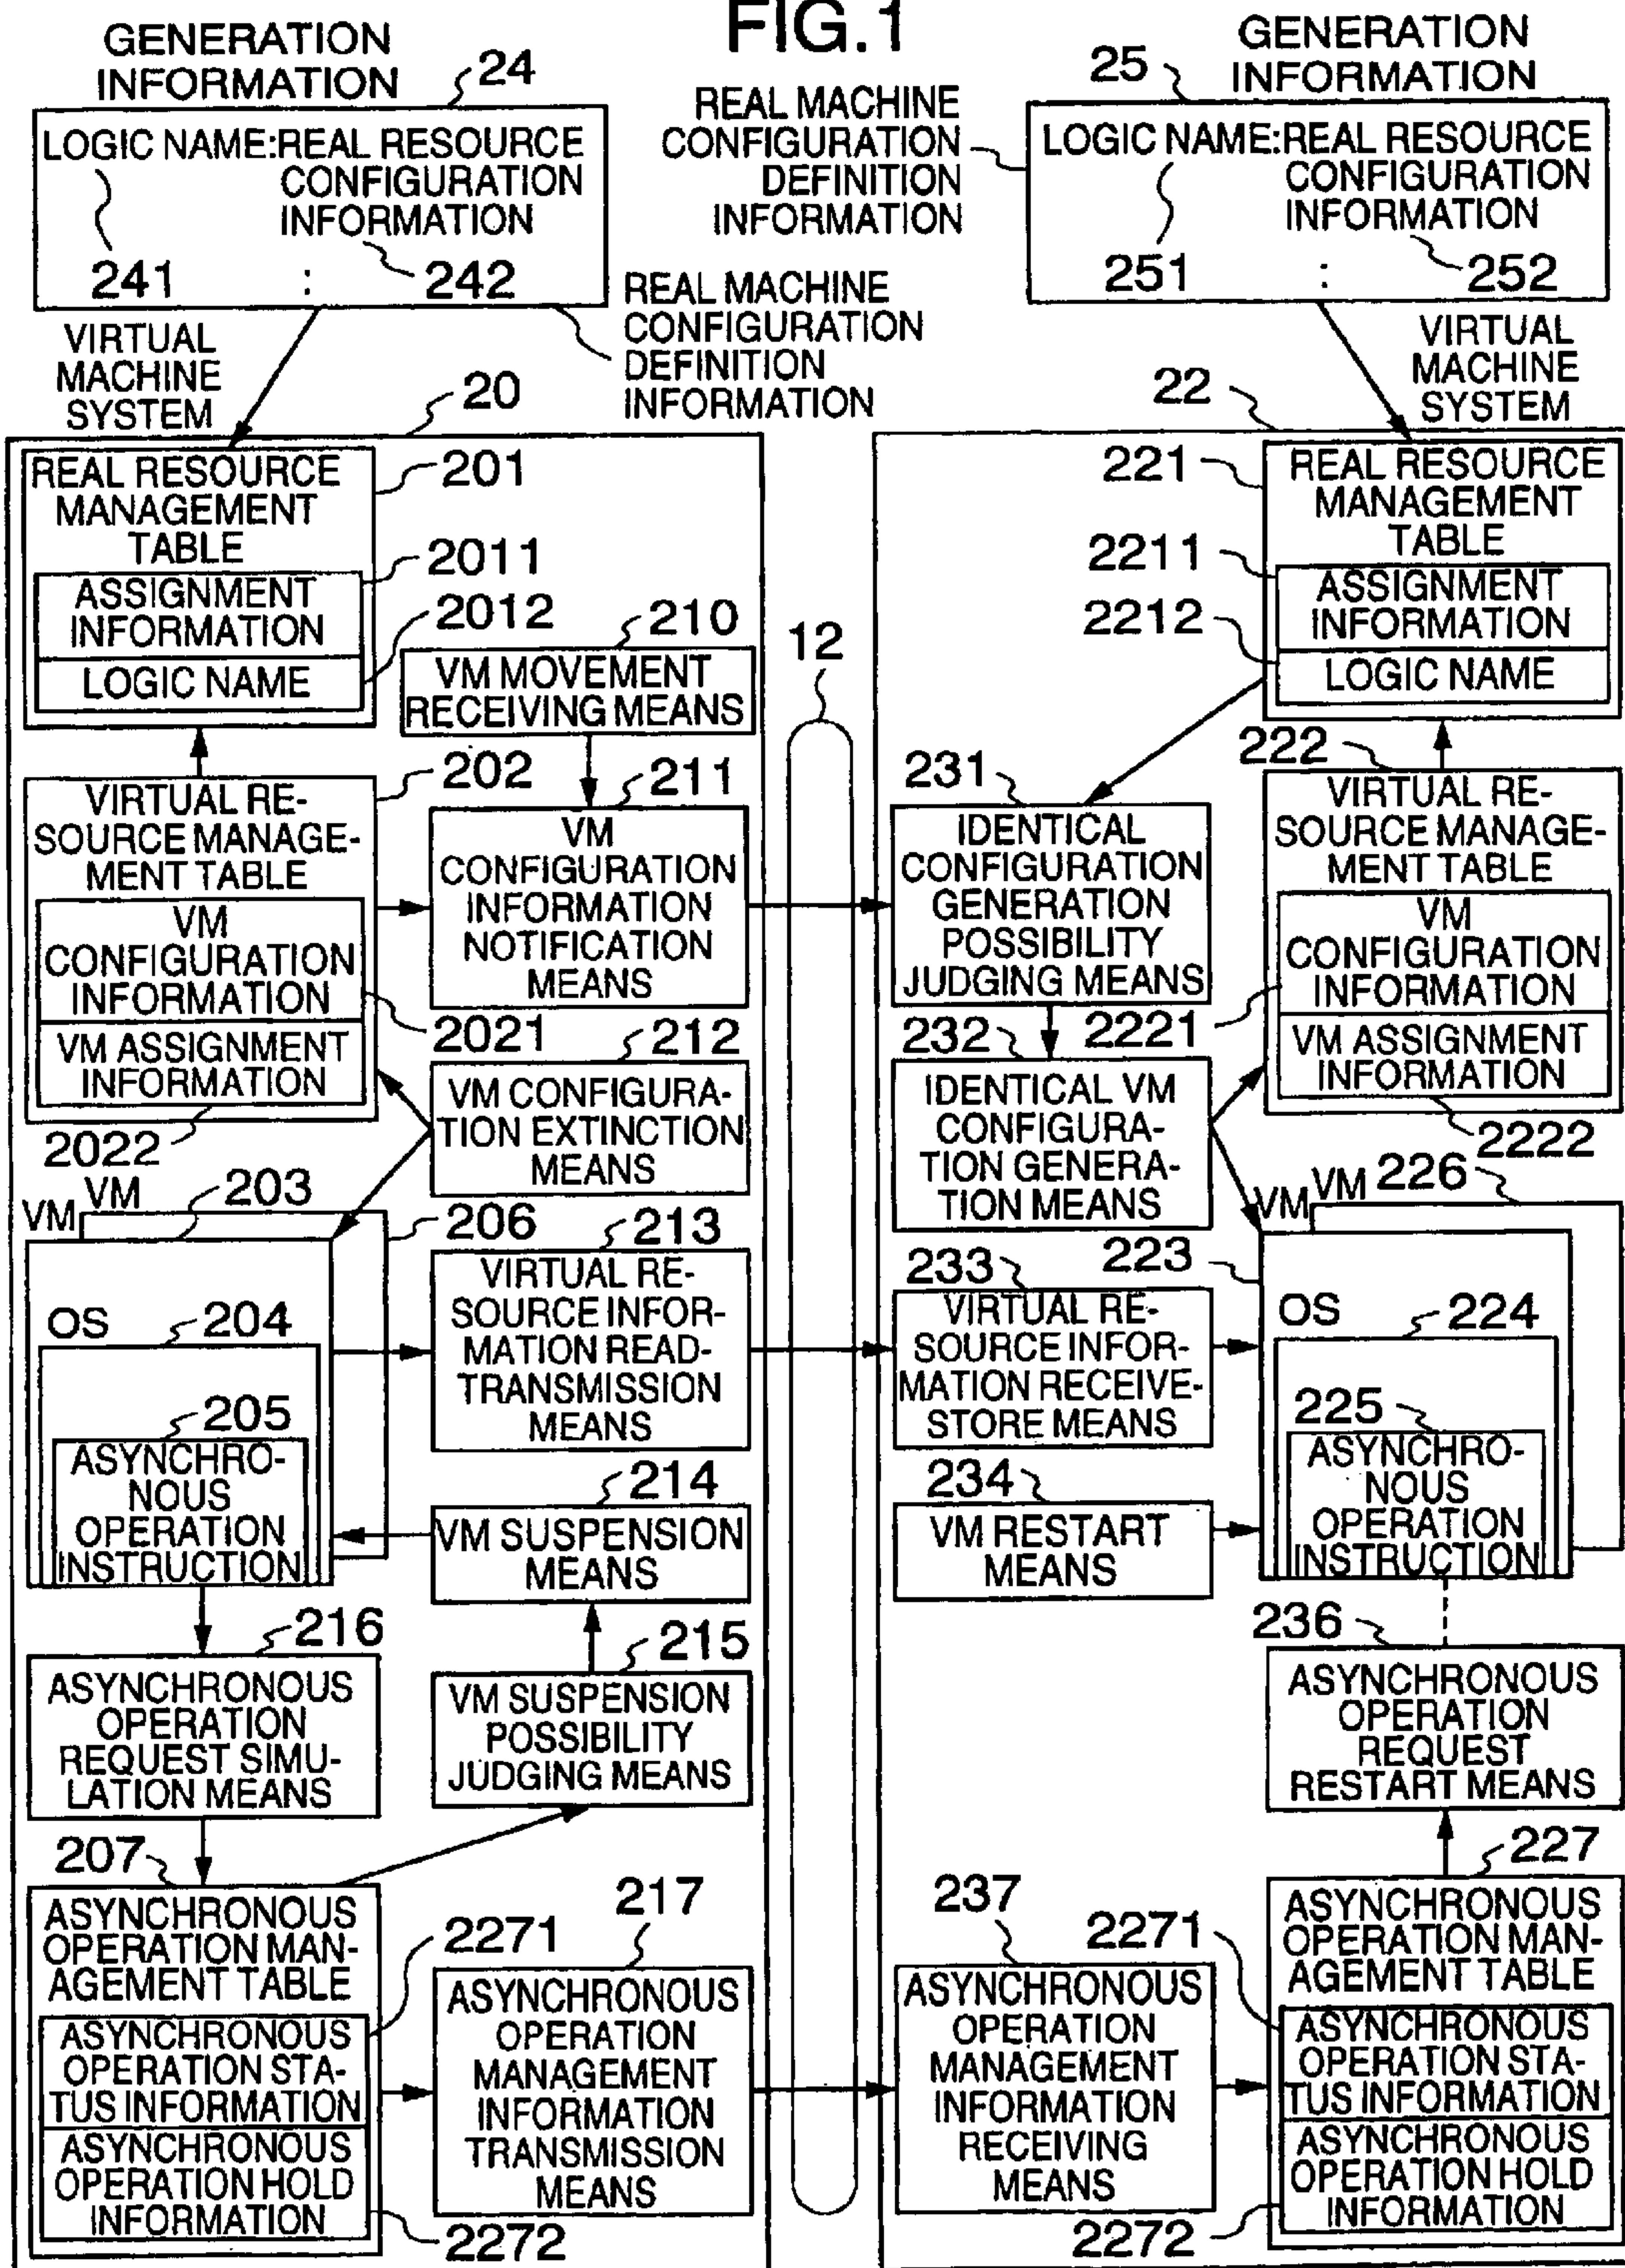 FIG.1
GENERATION
INFORMATION
24
LOGIC NAME:REAL RESOURCE
CONFIGURATION
INFORMATION
241
:
242
REAL MACHINE
CONFIGURATION
DEFINITION
INFORMATION
GENERATION
INFORMATION
25
REAL MACHINE
CONFIGURATION
DEFINITION
INFORMATION
LOGIC NAME:REAL RESOURCE
CONFIGURATION
INFORMATION
251
:
252
VIRTUAL
MACHINE
SYSTEM
20
REAL RESOURCE
MANAGEMENT
TABLE
201
ASSIGNMENT
INFORMATION
2011
LOGIC NAME
2012
210
VM MOVEMENT
RECEIVING MEANS
202
VIRTUAL RE-
SOURCE MANAGE-
MENT TABLE
VM
CONFIGURATION
INFORMATION
2021
VM ASSIGNMENT
INFORMATION
2022
211
VM
CONFIGURATION
INFORMATION
NOTIFICATION
MEANS
212
VM CONFIGURA-
TION EXTINCTION
MEANS
VM
VM
203
206
OS
204
205
ASYNCHRO-
NOUS
OPERATION
INSTRUCTION
213
VIRTUAL RE-
SOURCE INFOR-
MATION READ-
TRANSMISSION
MEANS
214
VM SUSPENSION
MEANS
216
ASYNCHRONOUS
OPERATION
REQUEST SIMU-
LATION MEANS
215
VM SUSPENSION
POSSIBILITY
JUDGING MEANS
207
ASYNCHRONOUS
OPERATION MAN-
AGEMENT TABLE
2271
ASYNCHRONOUS
OPERATION STA-
TUS INFORMATION
ASYNCHRONOUS
OPERATION HOLD
INFORMATION
2272
217
ASYNCHRONOUS
OPERATION
MANAGEMENT
INFORMATION
TRANSMISSION
MEANS
12
VIRTUAL
MACHINE
SYSTEM
22
221
REAL RESOURCE
MANAGEMENT
TABLE
2211
ASSIGNMENT
INFORMATION
2212
LOGIC NAME
231
IDENTICAL
CONFIGURATION
GENERATION
POSSIBILITY
JUDGING MEANS
222
VIRTUAL RE-
SOURCE MANAGE-
MENT TABLE
VM
CONFIGURATION
INFORMATION
2221
VM ASSIGNMENT
INFORMATION
2222
232
IDENTICAL VM
CONFIGURA-
TION GENERA-
TION MEANS
VM
VM
226
223
OS
224
225
ASYNCHRO-
NOUS
OPERATION
INSTRUCTION
233
VIRTUAL RE-
SOURCE INFOR-
MATION RECEIVE-
STORE MEANS
234
VM RESTART
MEANS
236
ASYNCHRONOUS
OPERATION
REQUEST
RESTART MEANS
227
ASYNCHRONOUS
OPERATION MAN-
AGEMENT TABLE
2271
ASYNCHRONOUS
OPERATION STA-
TUS INFORMATION
ASYNCHRONOUS
OPERATION HOLD
INFORMATION
2272
237
ASYNCHRONOUS
OPERATION
MANAGEMENT
INFORMATION
RECEIVING
MEANS